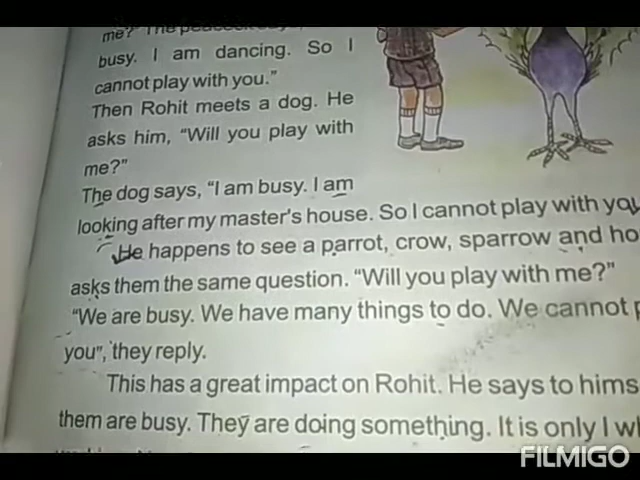 me?" The peacock
busy. I am dancing. So I
cannot play with you."
Then Rohit meets a dog. He
asks him, "Will you play with
me?"
The dog says, "I am busy. I am
looking after my master's house. So I cannot play with you
He happens to see a parrot, crow, sparrow and ho
asks them the same question. "Will you play with me?"
"We are busy. We have many things to do. We cannot p
you", they reply.
This has a great impact on Rohit. He says to hims
them are busy. They are doing something. It is only I wh
FILMIGO